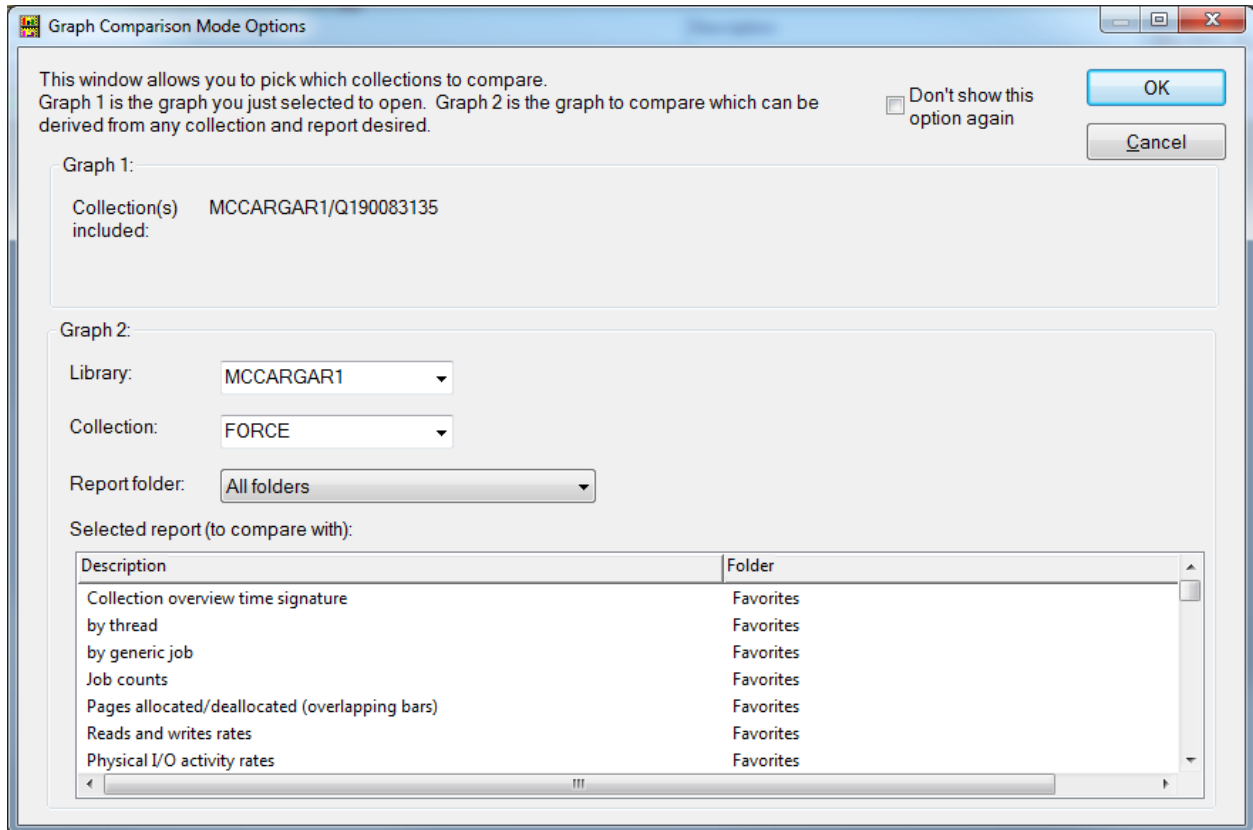 Graph Comparison Mode Options
This window allows you to pick which collections to compare.
Graph 1 is the graph you just selected to open.  Graph 2 is the graph to compare which can be
derived from any collection and report desired.
Don't show this
option again
OK
Cancel
Graph 1:
Collection(s) MCCARGAR1/Q190083135
included:
Graph 2:
Library: MCCARGAR1
Collection: FORCE
Report folder: All folders
Selected report (to compare with):
Description Folder
Collection overview time signature Favorites
by thread Favorites
by generic job Favorites
Job counts Favorites
Pages allocated/deallocated (overlapping bars) Favorites
Reads and writes rates Favorites
Physical I/O activity rates Favorites